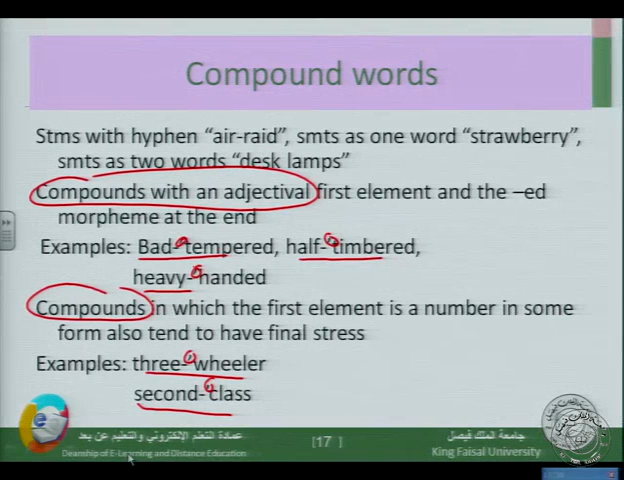 Compound words
Stms with hyphen “air-raid”, smts as one word “strawberry”,
smts as two words “desk lamps”
Compounds with an adjectival first element and the –ed
morpheme at the end
Examples: Bad-tempered, half-timbered,
heavy-handed
Compounds in which the first element is a number in some
form also tend to have final stress
Examples: three-wheeler
second-class
عمادة التعلم الإلكتروني والتعليم عن بعد
Deanship of E-Learning and Distance Education
[17]
جامعة الملك فيصل
King Faisal University